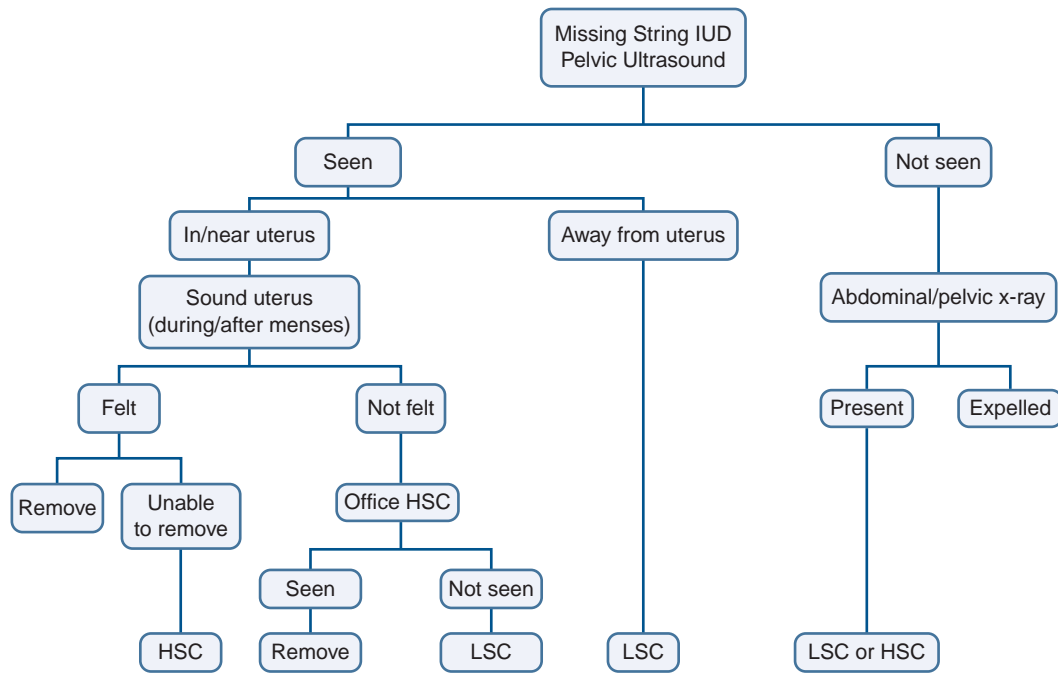 Missing String IUD
Pelvic Ultrasound
Seen
Not seen
In/near uterus
Away from uterus
Sound uterus
(during/after menses)
Abdominal/pelvic x-ray
Felt
Not felt
Present
Expelled
Remove
Unable
to remove
Office HSC
Seen
Not seen
HSC
Remove
LSC
LSC
LSC or HSC